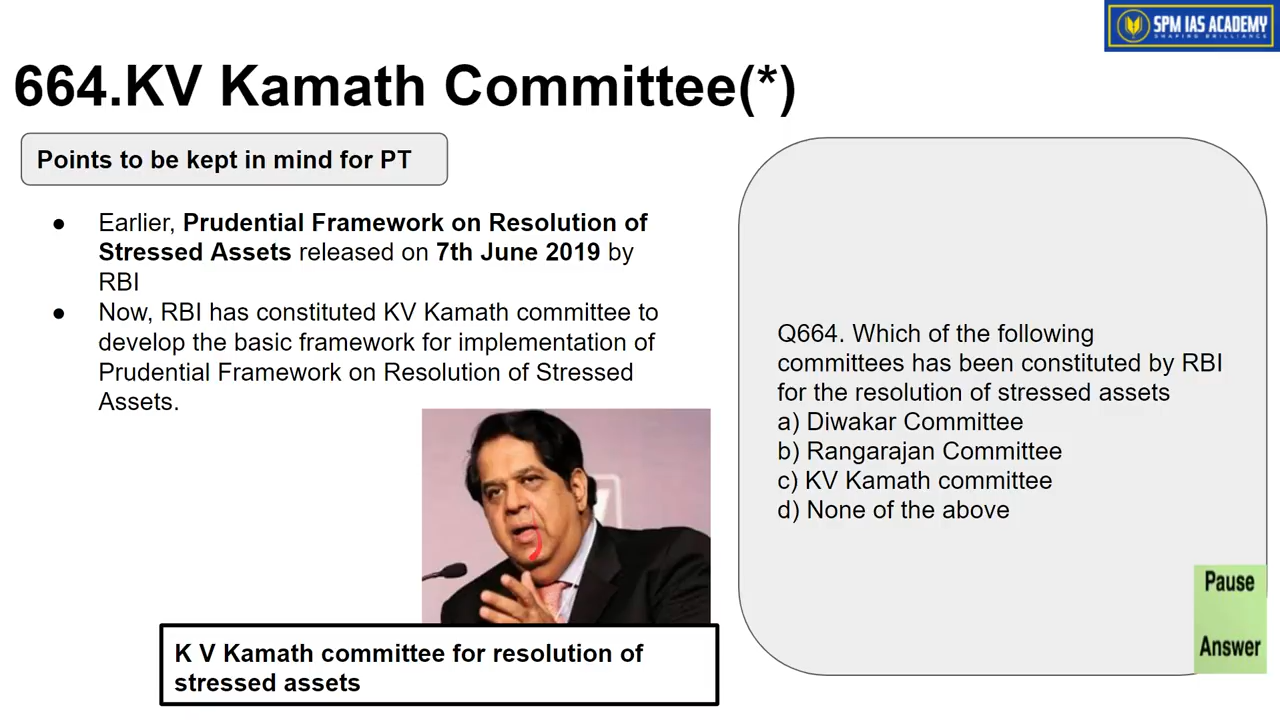 SPM IAS ACADEMY
SHAPING BRILLIANCE
664.KV Kamath Committee(*)
Points to be kept in mind for PT
● Earlier, Prudential Framework on Resolution of
Stressed Assets released on 7th June 2019 by
RBI
● Now, RBI has constituted KV Kamath committee to
develop the basic framework for implementation of
Prudential Framework on Resolution of Stressed
Assets.
K V Kamath committee for resolution of
stressed assets
Q664. Which of the following
committees has been constituted by RBI
for the resolution of stressed assets
a) Diwakar Committee
b) Rangarajan Committee
c) KV Kamath committee
d) None of the above
Pause
Answer